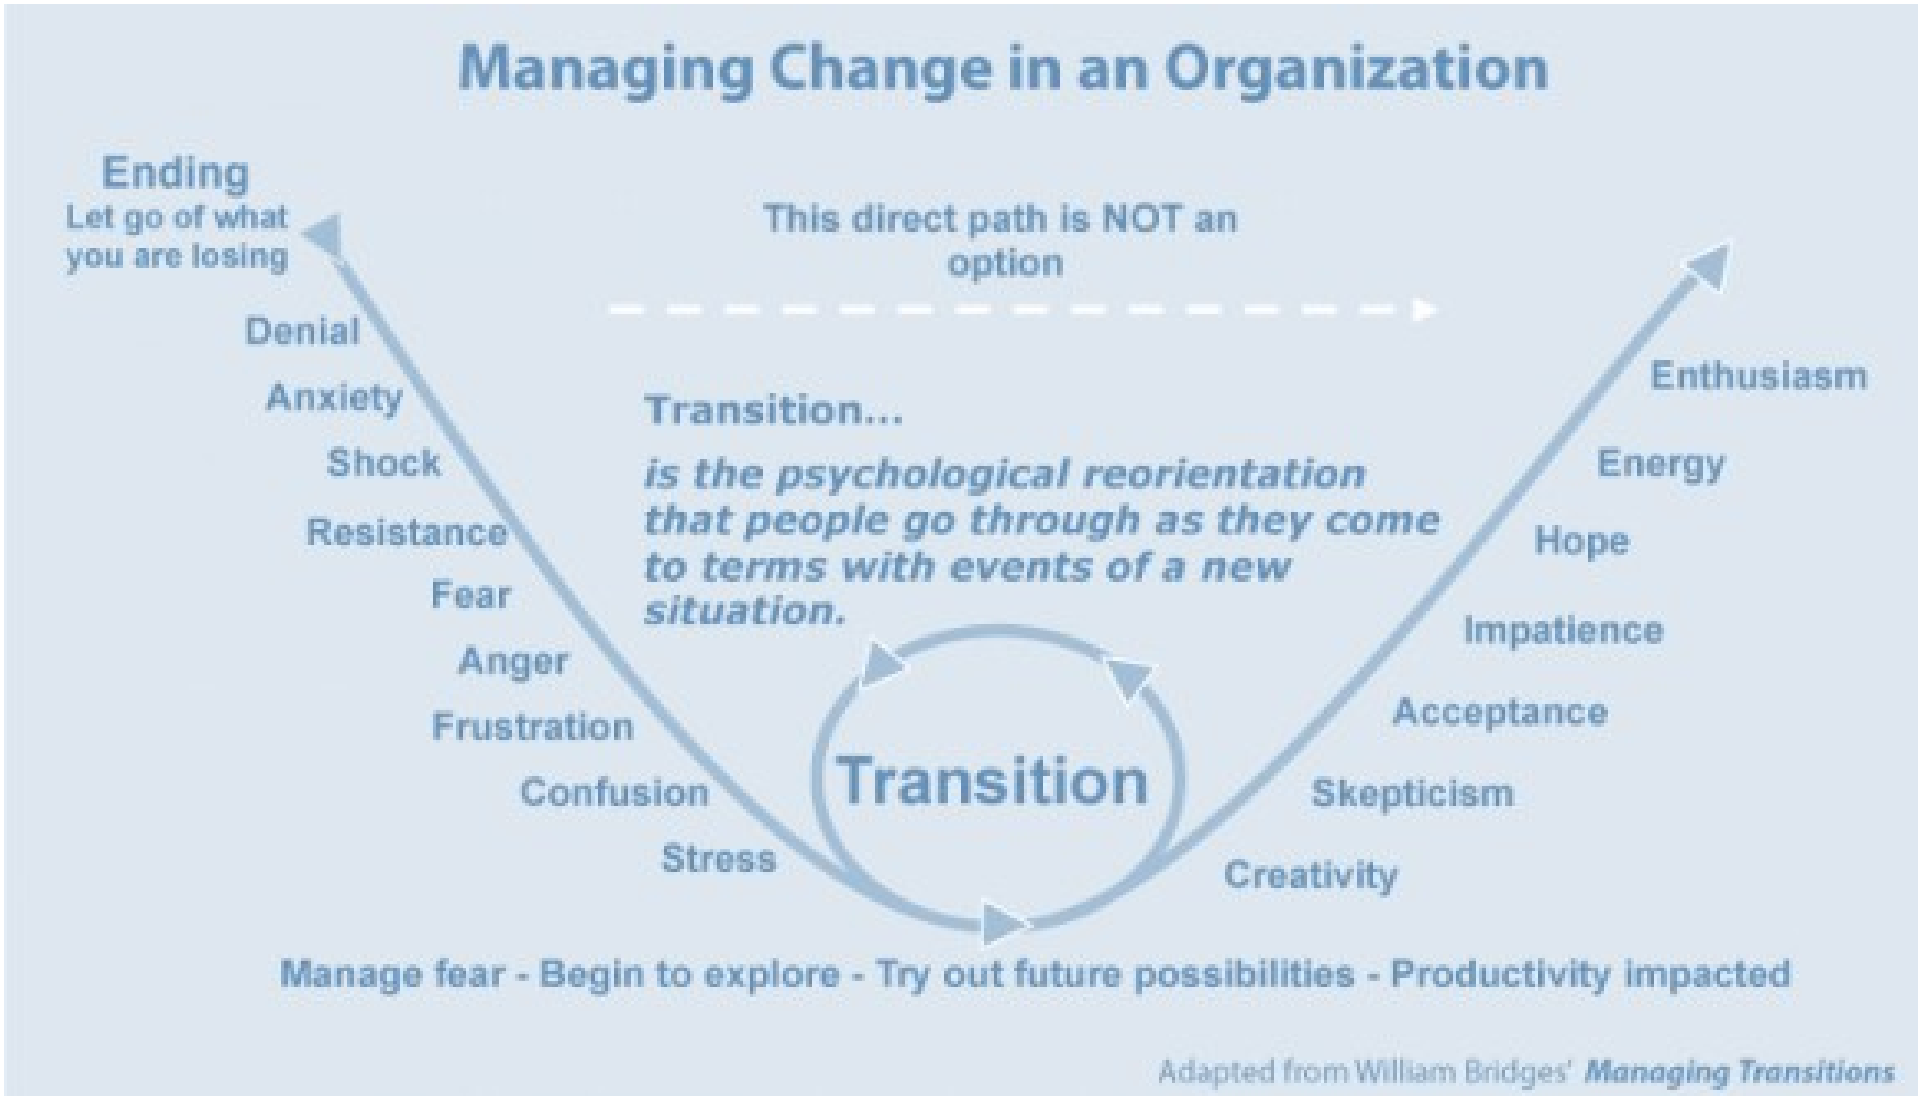 Managing Change in an Organization
Ending
Let go of what
you are losing
This direct path is NOT an
option
Denial
Anxiety
Shock
Resistance
Fear
Anger
Frustration
Confusion
Stress
Transition...
is the psychological reorientation
that people go through as they come
to terms with events of a new
situation.
Transition
Enthusiasm
Energy
Hope
Impatience
Acceptance
Skepticism
Creativity
Manage fear - Begin to explore - Try out future possibilities - Productivity impacted
Adapted from William Bridges' Managing Transitions